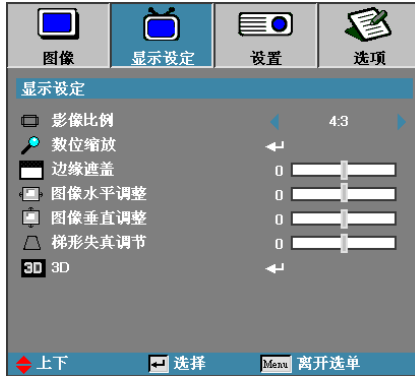 图像 显示设定 设置 选项
显示设定
影像比例 4:3
数位缩放
边缘遮盖 0
图像水平调整 0
图像垂直调整 0
梯形失真调节 0
3D 3D
上下 选择 Menu 离开选单